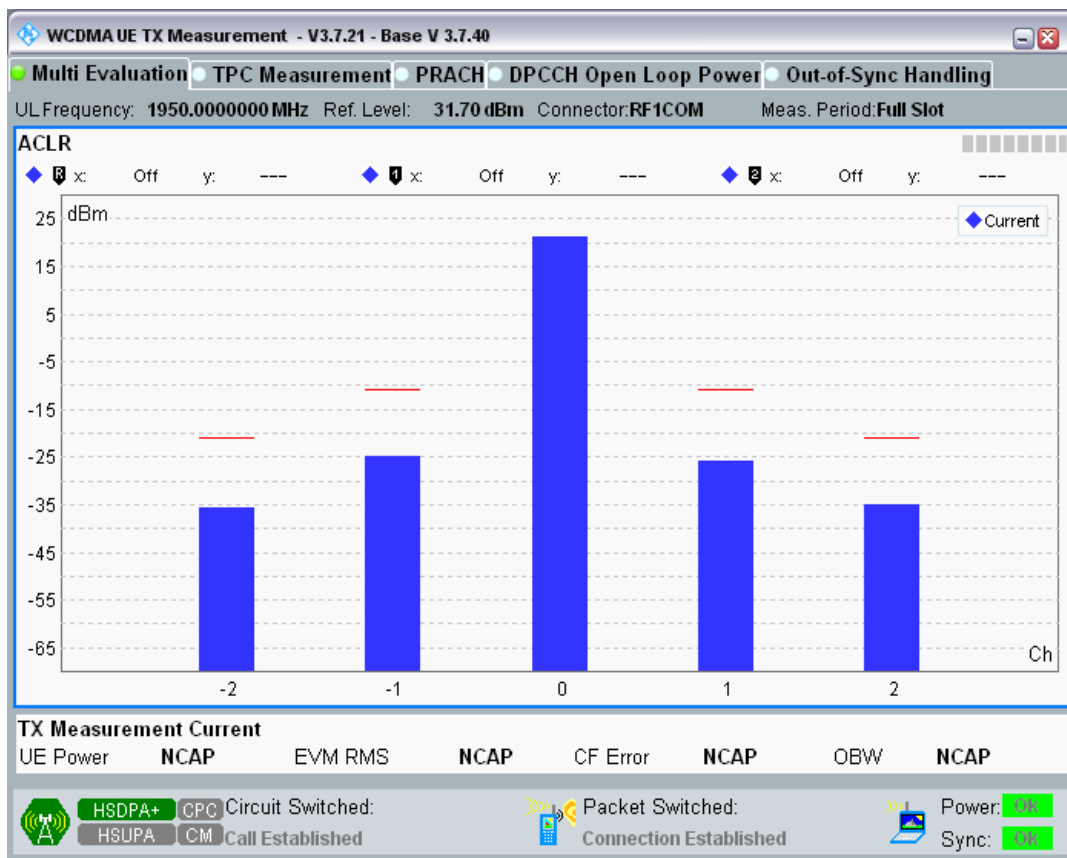 WCDMA UE TX Measurement - V3.7.21 - Base V 3.7.40
Multi Evaluation TPC Measurement PRACH DPCCH Open Loop Power Out-of-Sync Handling
UL Frequency: 1950.0000000 MHz Ref. Level: 31.70 dBm Connector:RF1COM Meas. Period:Full Slot
ACLR
R x: Off y: --- 1 x: Off y: --- 2 x: Off y: ---
dBm
Current
25
15
5
-5
-15
-25
-35
-45
-55
-65
Ch
-2 -1 0 1 2
TX Measurement Current
UE Power NCAP EVM RMS NCAP CF Error NCAP OBW NCAP
HSDPA+ CPC Circuit Switched: Packet Switched: Power: Ok
HSUPA CM Call Established Connection Established Sync: Ok